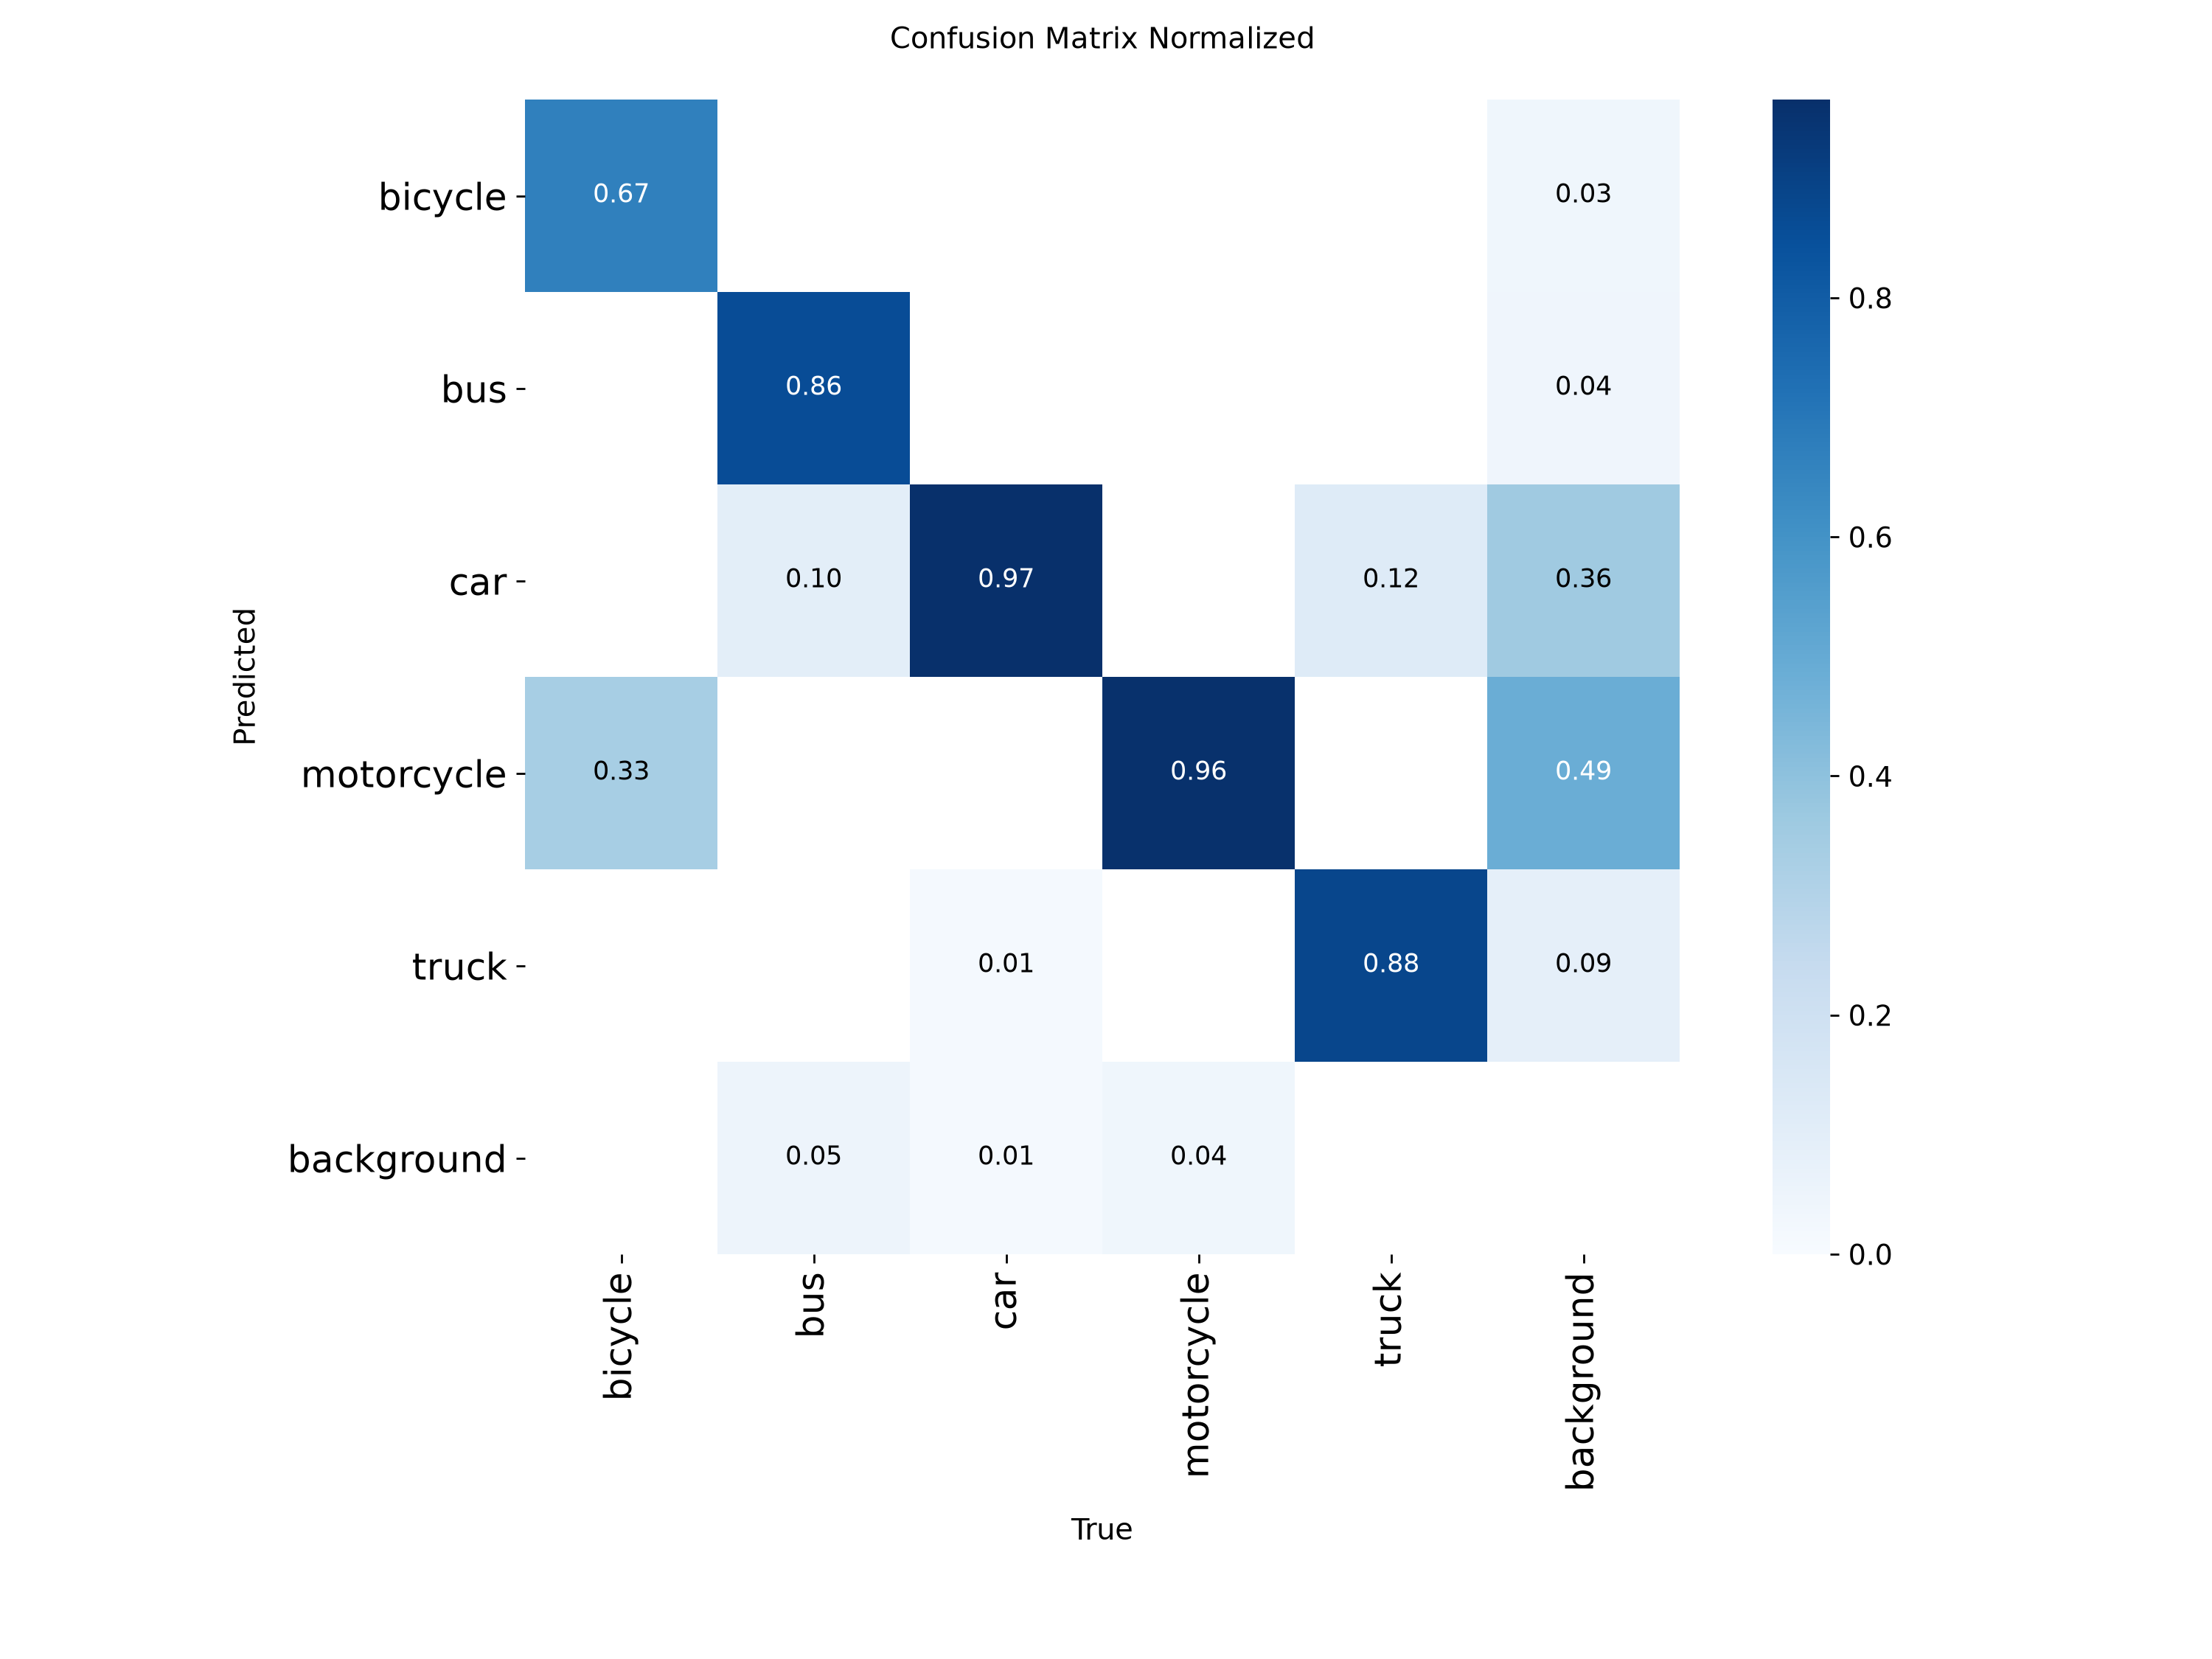 Confusion Matrix Normalized
bicycle 0.67 0.03
0.8
bus 0.86 0.04
0.6
car 0.10 0.97 0.12 0.36
Predicted
motorcycle 0.33 0.96 0.49
0.4
truck 0.01 0.88 0.09
0.2
background 0.05 0.01 0.04
0.0
bicycle
bus
car
motorcycle
truck
background
True